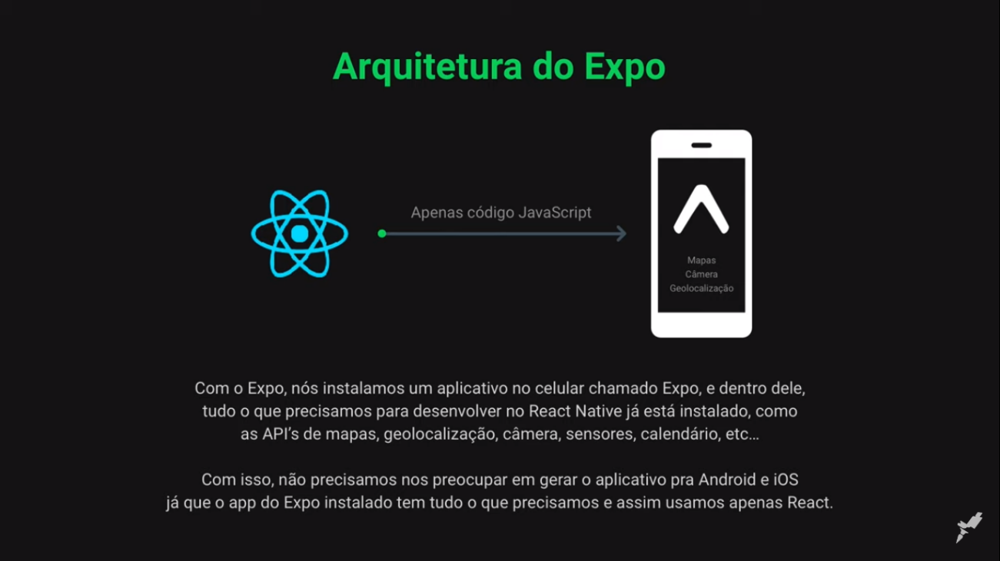 Arquitetura do Expo
Apenas código JavaScript
Mapas
Câmera
Geolocalização
Com o Expo, nós instalamos um aplicativo no celular chamado Expo, e dentro dele,
tudo o que precisamos para desenvolver no React Native já está instalado, como
as API's de mapas, geolocalização, câmera, sensores, calendário, etc...
Com isso, não precisamos nos preocupar em gerar o aplicativo pra Android e iOS
já que o app do Expo instalado tem tudo o que precisamos e assim usamos apenas React.